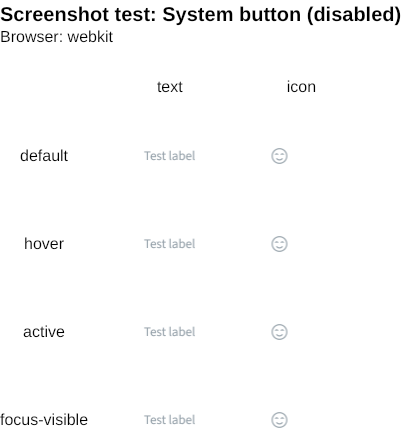 Screenshot test: System button (disabled)
Browser: webkit
text icon
default Test label
hover Test label
active Test label
focus-visible Test label